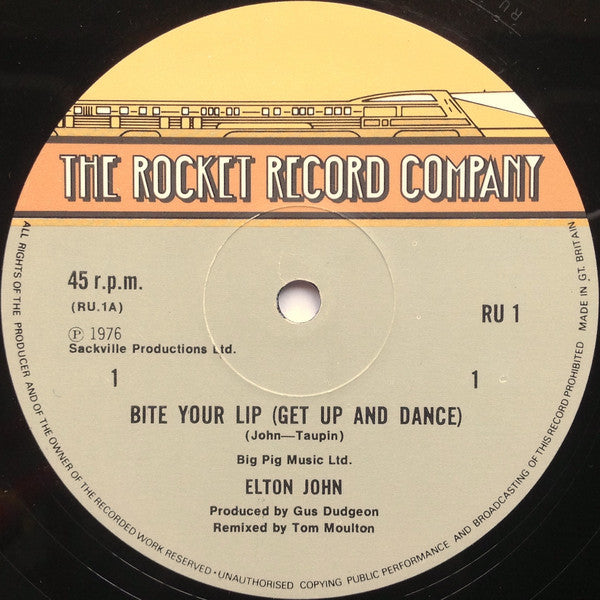 THE ROCKET RECORD COMPANY
45 r.p.m.
(RU.1A)
RU 1
Ⓟ 1976
Sackville Productions Ltd.
1
1
BITE YOUR LIP (GET UP AND DANCE)
(John—Taupin)
Big Pig Music Ltd.
ELTON JOHN
Produced by Gus Dudgeon
Remixed by Tom Moulton
ALL RIGHTS OF THE PRODUCER AND OF THE OWNER OF THE RECORDED WORK RESERVED • UNAUTHORISED COPYING PUBLIC PERFORMANCE AND BROADCASTING OF THIS RECORD PROHIBITED MADE IN GT. BRITAIN